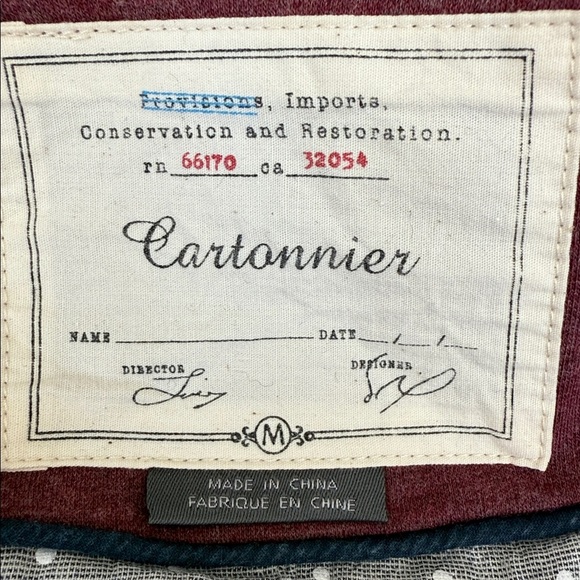 Provisions, Imports,
Conservation and Restoration.
rn 66170 ca 32054
Cartonnier
NAME DATE / /
DIRECTOR DESIGNER
M
MADE IN CHINA
FABRIQUE EN CHINE